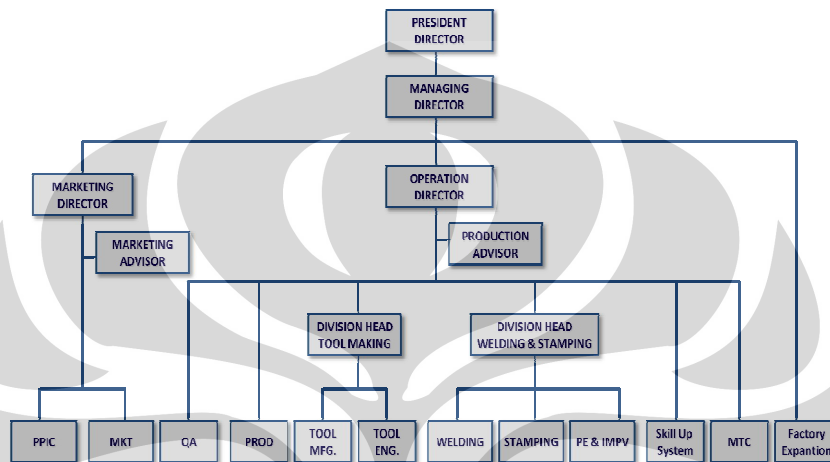 PRESIDENT
DIRECTOR
MANAGING
DIRECTOR
MARKETING
DIRECTOR
OPERATION
DIRECTOR
MARKETING
ADVISOR
PRODUCTION
ADVISOR
DIVISION HEAD
TOOL MAKING
DIVISION HEAD
WELDING & STAMPING
PPIC
MKT
QA
PROD
TOOL
MFG.
TOOL
ENG.
WELDING
STAMPING
PE & IMPV
Skill Up
System
MTC
Factory
Expantion